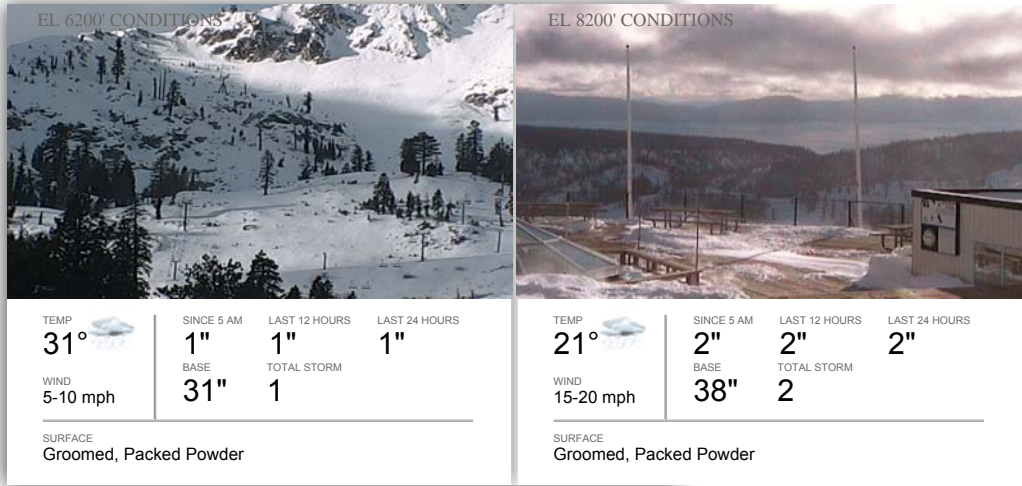 EL 6200' CONDITIONS
TEMP
31°
WIND
5-10 mph
SINCE 5 AM LAST 12 HOURS LAST 24 HOURS
1" 1" 1"
BASE TOTAL STORM
31" 1
SURFACE
Groomed, Packed Powder
EL 8200' CONDITIONS
TEMP
21°
WIND
15-20 mph
SINCE 5 AM LAST 12 HOURS LAST 24 HOURS
2" 2" 2"
BASE TOTAL STORM
38" 2
SURFACE
Groomed, Packed Powder